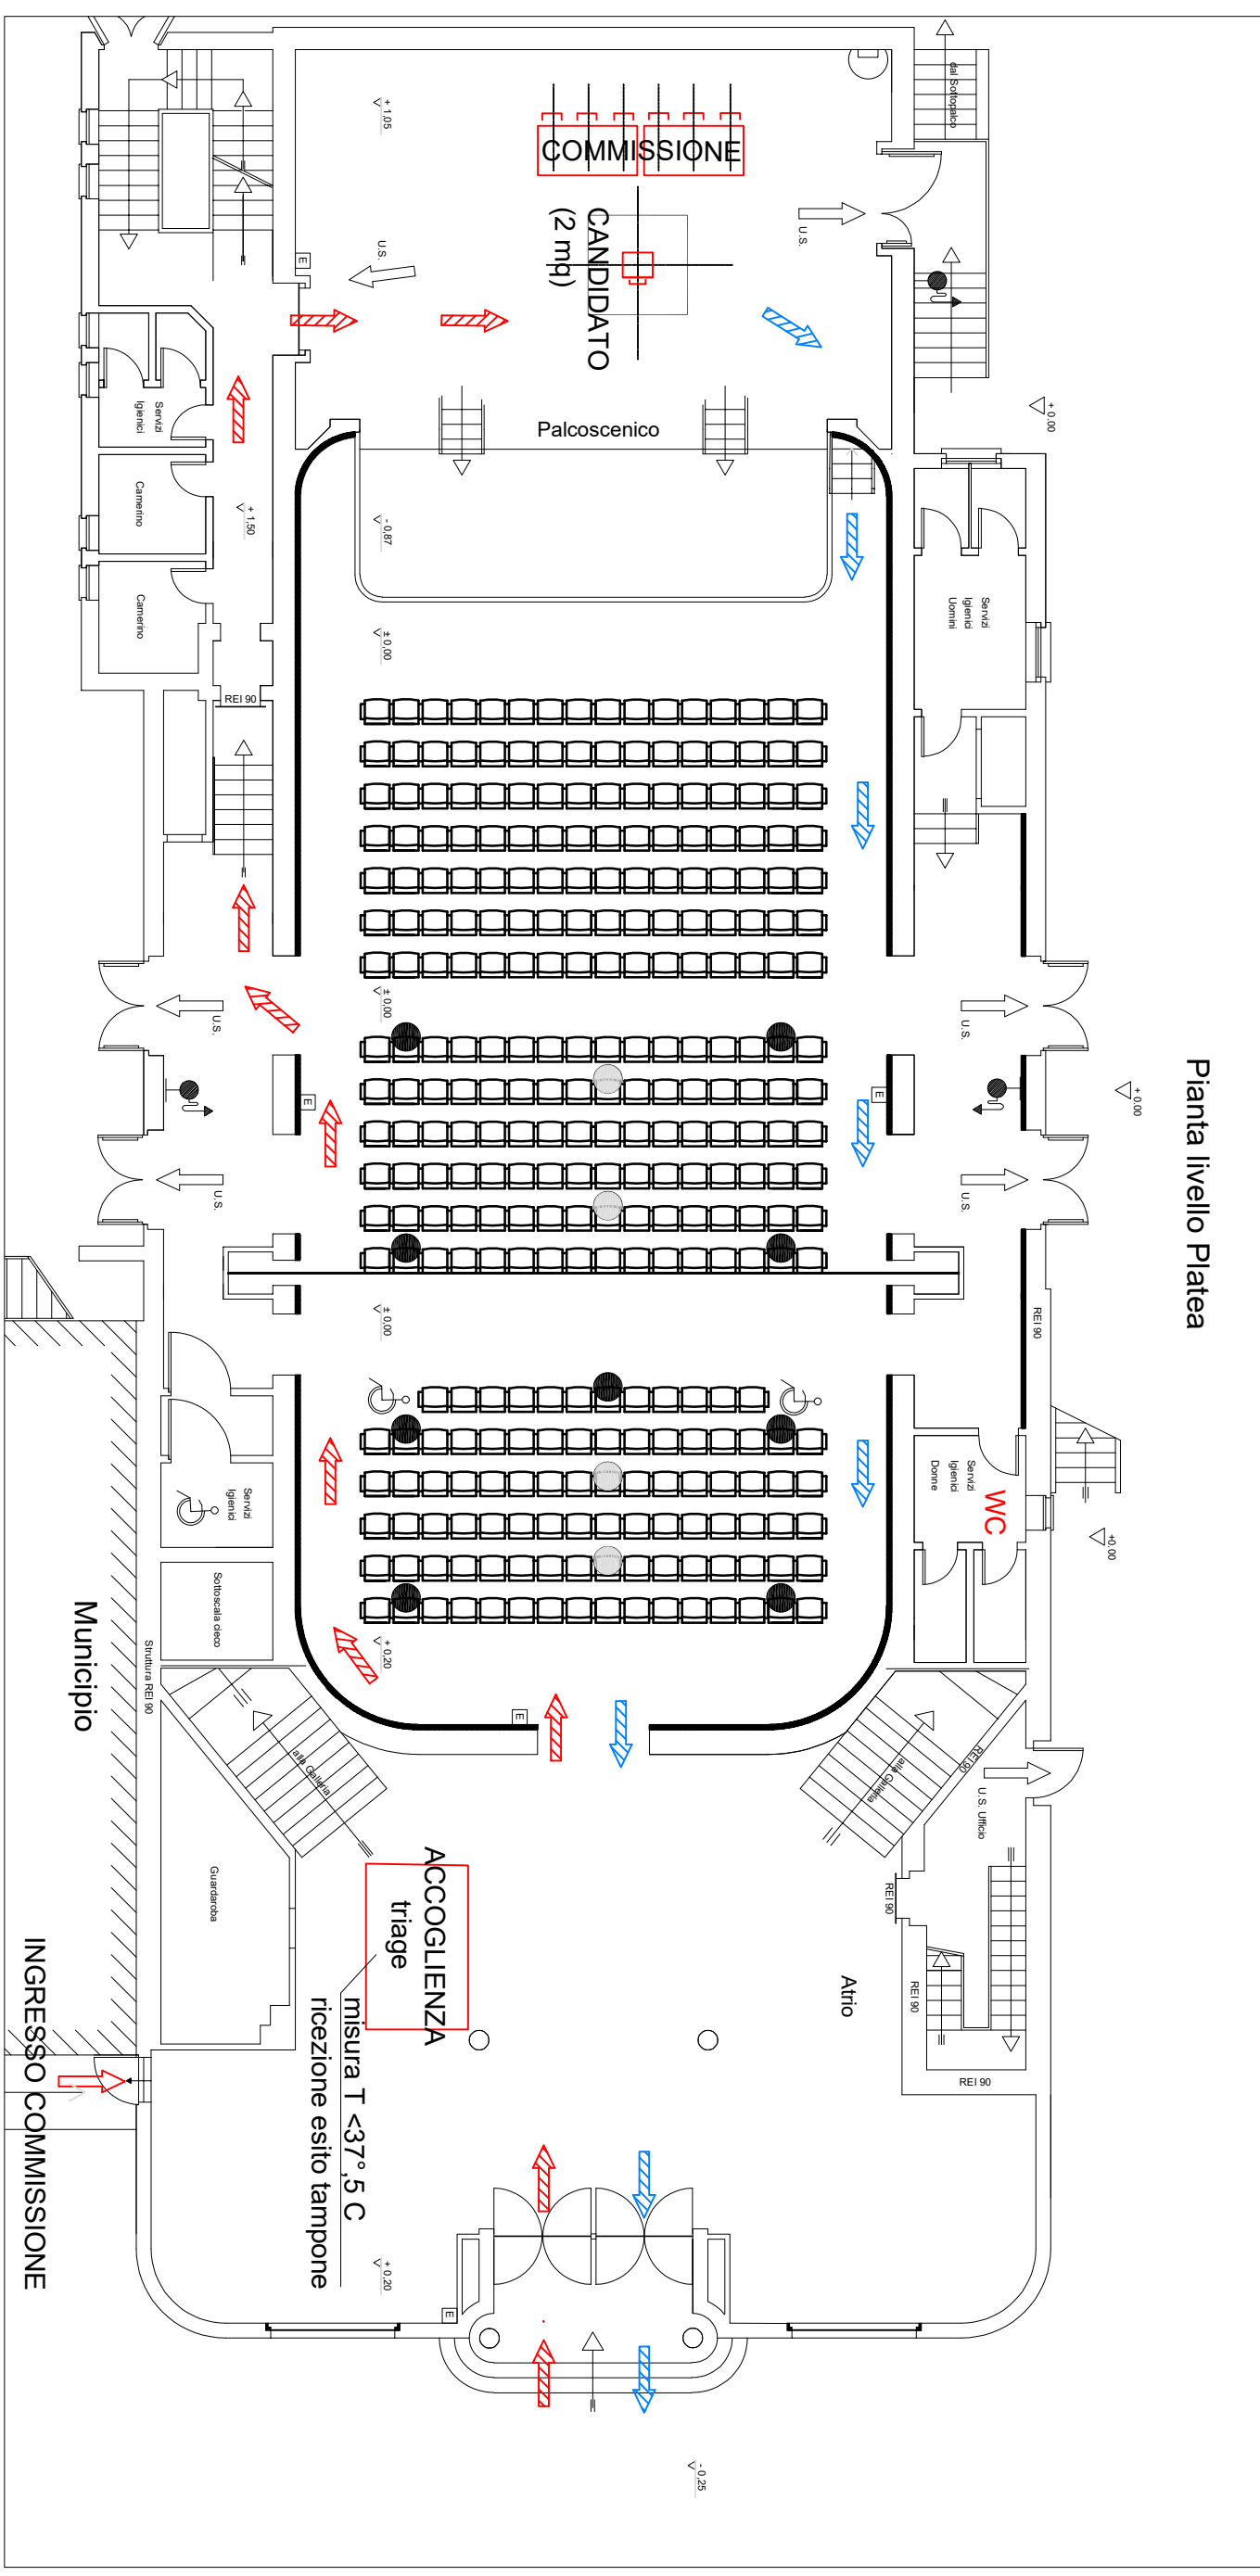 dal Sottopalco
+ 1,05
COMMISSIONE
CANDIDATO
(2 mq)
U.S.
U.S.
E
+ 0.00
Palcoscenico
Servizi
Igienici
Camerino
+ 1,50
- 0,87
Servizi
Igienici
Uomini
Camerino
± 0,00
REI 90
± 0,00
U.S.
U.S.
Pianta livello Platea
+ 0.00
E
E
U.S.
U.S.
± 0,00
REI 90
Servizi
Igienici
Donne
WC
Servizi
Igienici
+0.00
Sottoscala cieco
Municipio
Struttura REI 90
+ 0,20
E
alla Galleria
alla Galleria
REI 90
U.S. Ufficio
Guardaroba
ACCOGLIENZA
triage
misura T <37°,5 C
ricezione esito tampone
REI 90
Atrio
REI 90
REI 90
INGRESSO COMMISSIONE
+ 0,20
E
- 0,25